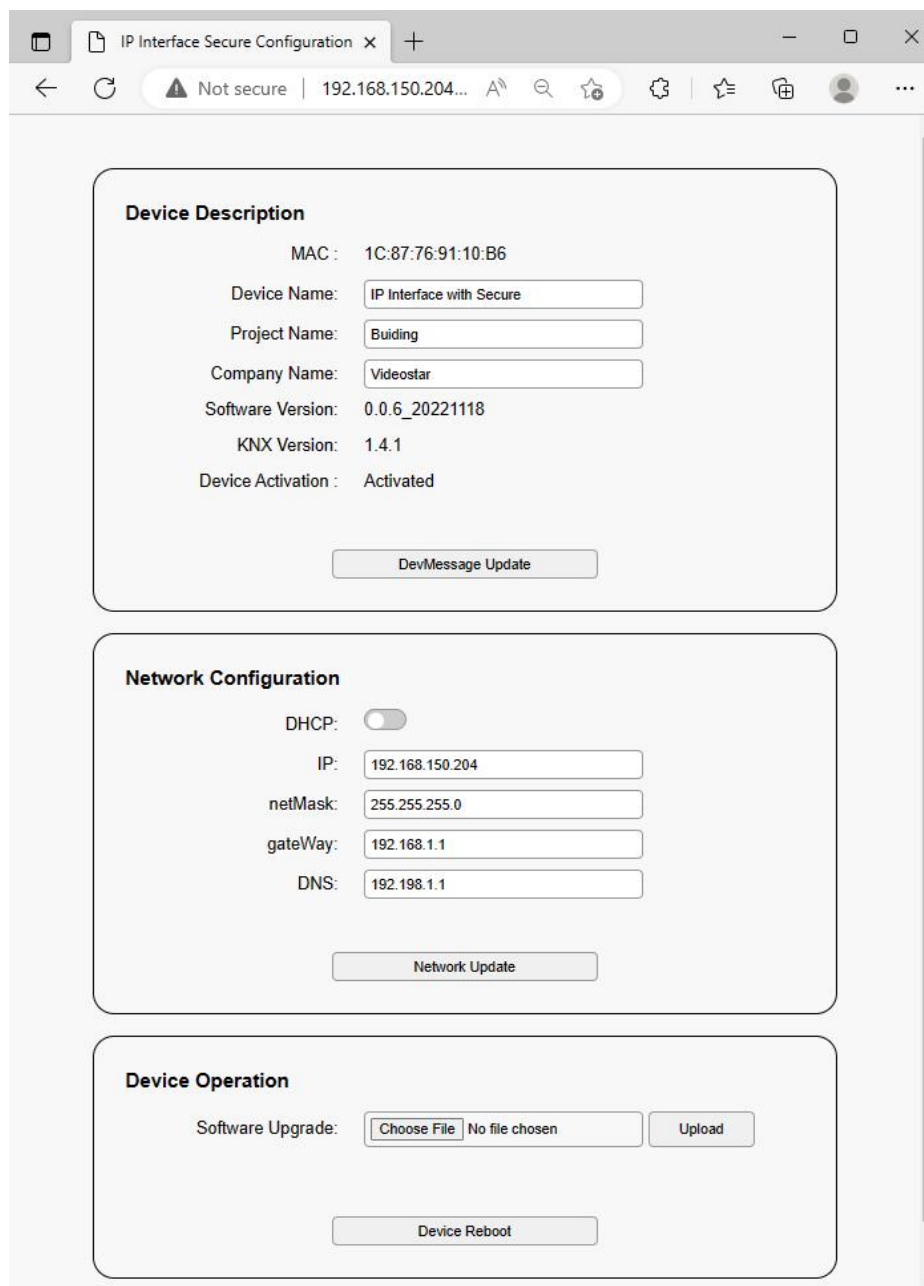 IP Interface Secure Configuration
Not secure | 192.168.150.204...
Device Description
MAC : 1C:87:76:91:10:B6
Device Name: IP Interface with Secure
Project Name: Buiding
Company Name: Videostar
Software Version: 0.0.6_20221118
KNX Version: 1.4.1
Device Activation : Activated
DevMessage Update
Network Configuration
DHCP:
IP: 192.168.150.204
netMask: 255.255.255.0
gateWay: 192.168.1.1
DNS: 192.198.1.1
Network Update
Device Operation
Software Upgrade: Choose File No file chosen Upload
Device Reboot